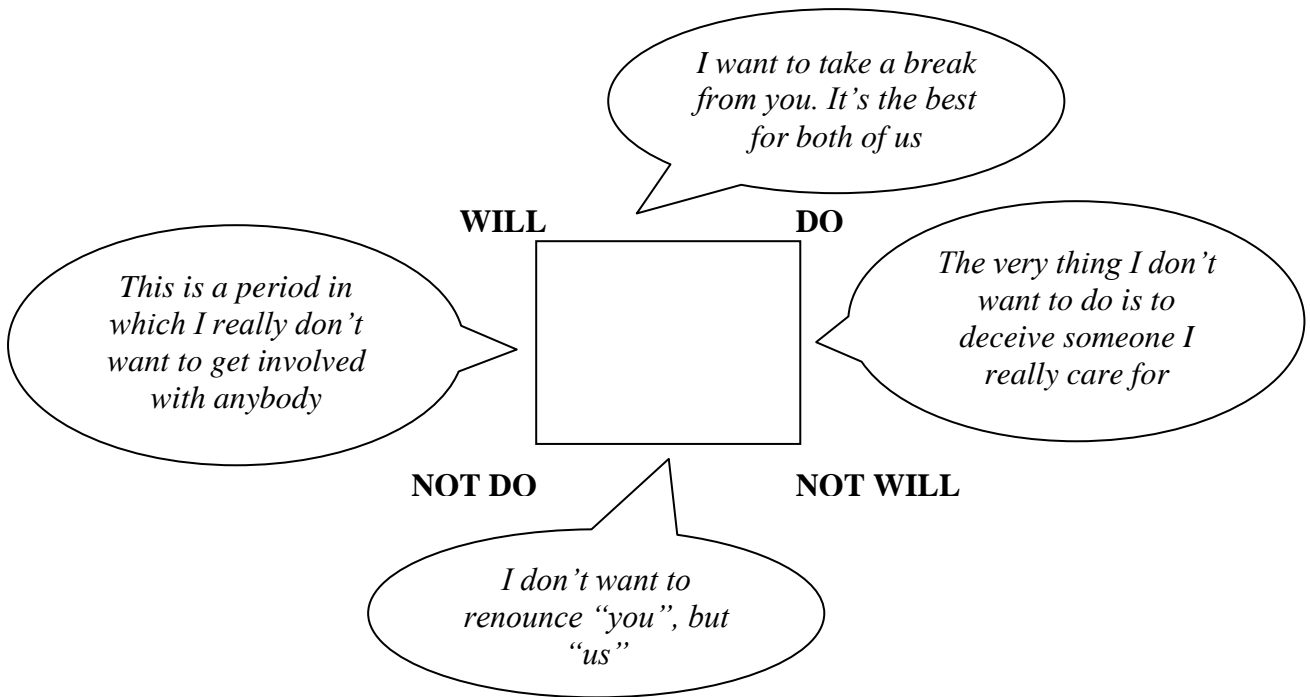 I want to take a break
from you. It’s the best
for both of us
WILL
DO
This is a period in
which I really don’t
want to get involved
with anybody
The very thing I don’t
want to do is to
deceive someone I
really care for
NOT DO
NOT WILL
I don’t want to
renounce “you”, but
“us”